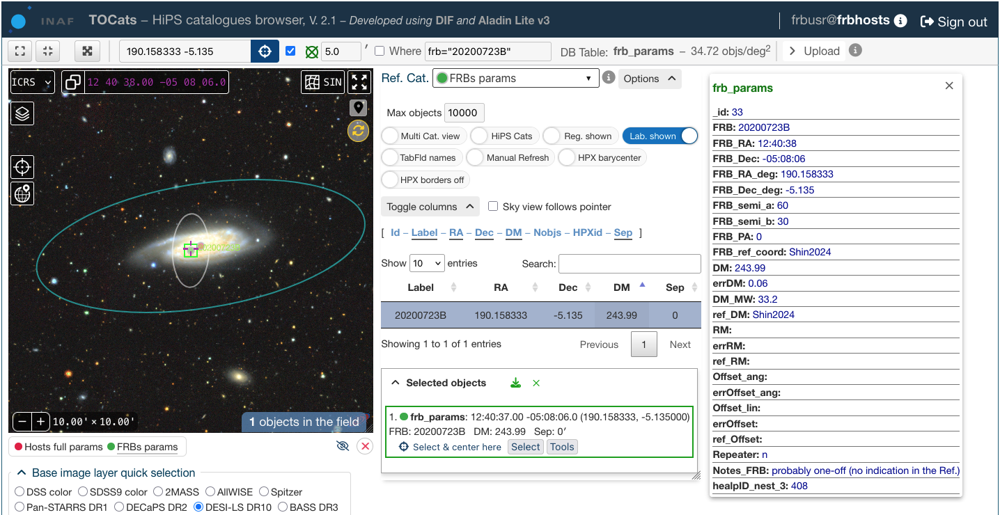 INAF TOCats – HiPS catalogues browser, V. 2.1 – Developed using DIF and Aladin Lite v3 frbusr@frbhosts Sign out
190.158333 -5.135 5.0 ′ Where frb="20200723B" DB Table: frb_params – 34.72 objs/deg2 Upload
ICRS 12 40 38.00 -05 08 06.0 SIN
20200723B
− + 10.00' × 10.00' 1 objects in the field
Hosts full params FRBs params
Base image layer quick selection
DSS color SDSS9 color 2MASS AllWISE Spitzer
Pan-STARRS DR1 DECaPS DR2 DESI-LS DR10 BASS DR3
Ref. Cat. FRBs params Options
Max objects 10000
Multi Cat. view HiPS Cats Reg. shown Lab. shown
TabFld names Manual Refresh HPX barycenter
HPX borders off
Toggle columns Sky view follows pointer
[ Id – Label – RA – Dec – DM – Nobjs – HPXid – Sep ]
Show 10 entries Search:
Label RA Dec DM Sep
20200723B 190.158333 -5.135 243.99 0
Showing 1 to 1 of 1 entries Previous 1 Next
Selected objects
1. frb_params: 12:40:37.00 -05:08:06.0 (190.158333, -5.135000)
FRB: 20200723B DM: 243.99 Sep: 0′
Select & center here Select Tools
frb_params
_id: 33
FRB: 20200723B
FRB_RA: 12:40:38
FRB_Dec: -05:08:06
FRB_RA_deg: 190.158333
FRB_Dec_deg: -5.135
FRB_semi_a: 60
FRB_semi_b: 30
FRB_PA: 0
FRB_ref_coord: Shin2024
DM: 243.99
errDM: 0.06
DM_MW: 33.2
ref_DM: Shin2024
RM:
errRM:
ref_RM:
Offset_ang:
errOffset_ang:
Offset_lin:
errOffset:
ref_Offset:
Repeater: n
Notes_FRB: probably one-off (no indication in the Ref.)
healpID_nest_3: 408